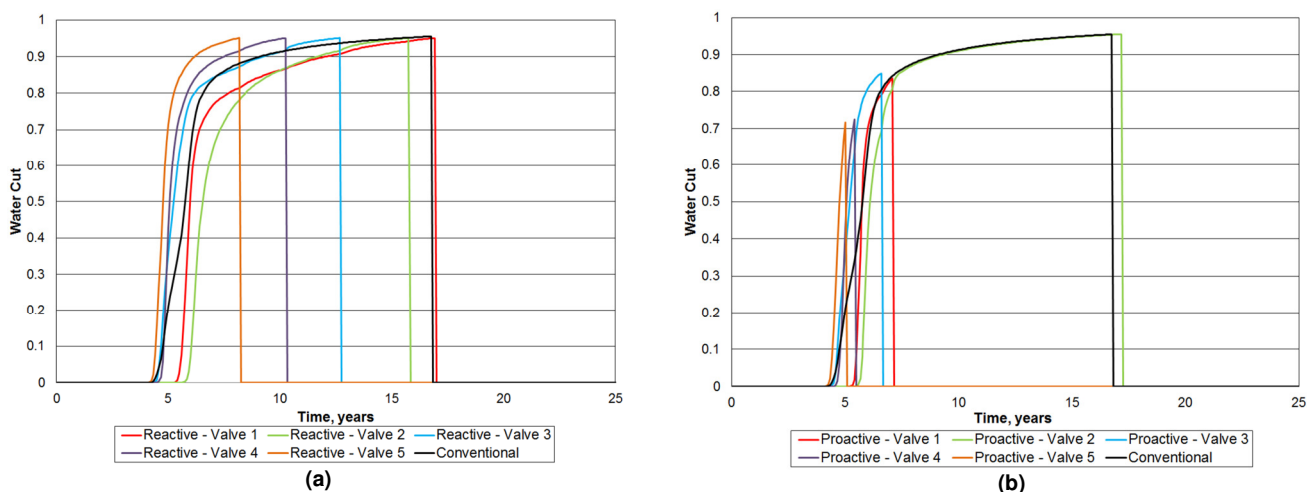 1
0.9
0.8
0.7
0.6
0.5
0.4
0.3
0.2
0.1
0
Water Cut
0 5 10 15 20 25
Time, years
Reactive - Valve 1 Reactive - Valve 2 Reactive - Valve 3
Reactive - Valve 4 Reactive - Valve 5 Conventional
(a)
1
0.9
0.8
0.7
0.6
0.5
0.4
0.3
0.2
0.1
0
Water Cut
0 5 10 15 20 25
Time, years
Proactive - Valve 1 Proactive - Valve 2 Proactive - Valve 3
Proactive - Valve 4 Proactive - Valve 5 Conventional
(b)